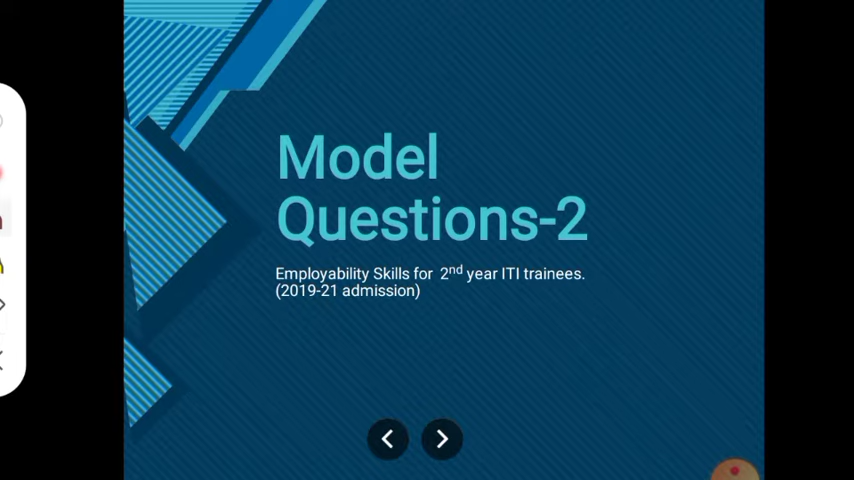 Model
Questions-2
Employability Skills for 2nd year ITI trainees.
(2019-21 admission)